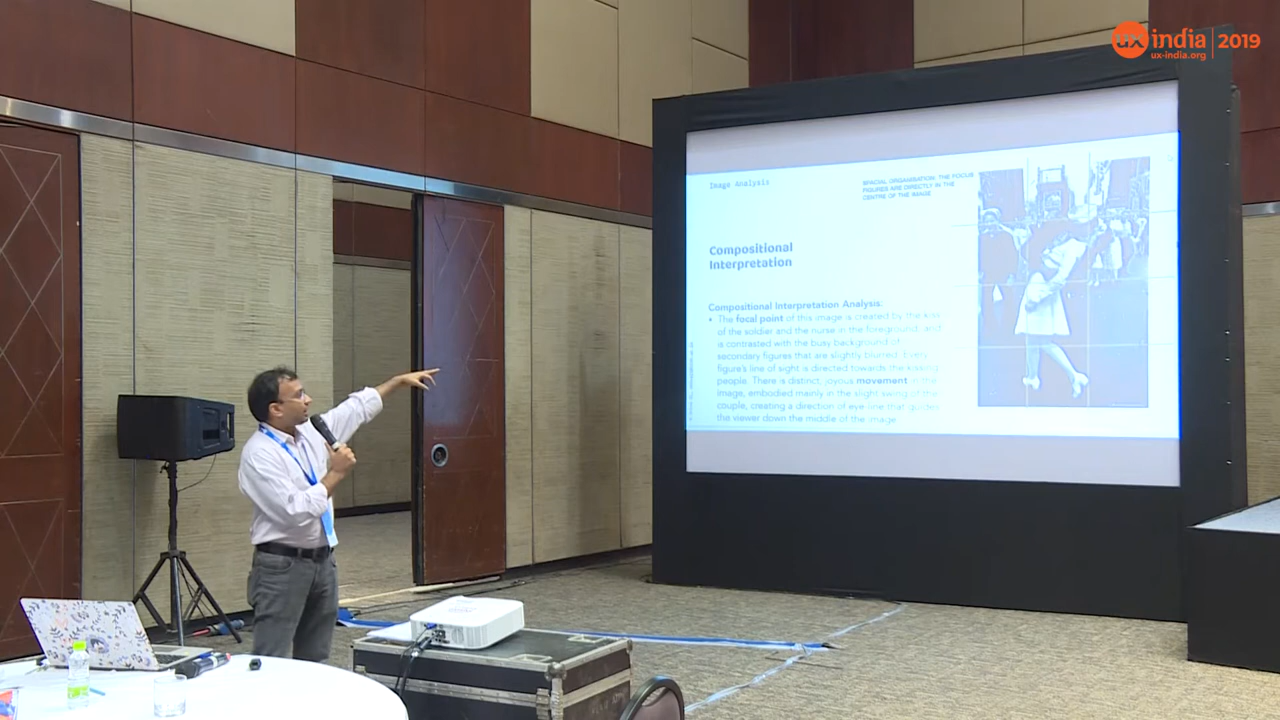 ux india | 2019
ux-india.org
Image Analysis
SPACIAL ORGANISATION: THE FOCUS
FIGURES ARE DIRECTLY IN THE
CENTRE OF THE IMAGE
Compositional
Interpretation
Compositional Interpretation Analysis:
• The focal point of this image is created by the kiss
of the soldier and the nurse in the foreground, and
is contrasted with the busy background of
secondary figures that are slightly blurred. Every
figure's line of sight is directed towards the kissing
people. There is distinct, joyous movement in the
image, embodied mainly in the slight swing of the
couple, creating a direction of eye line that guides
the viewer down the middle of the image.